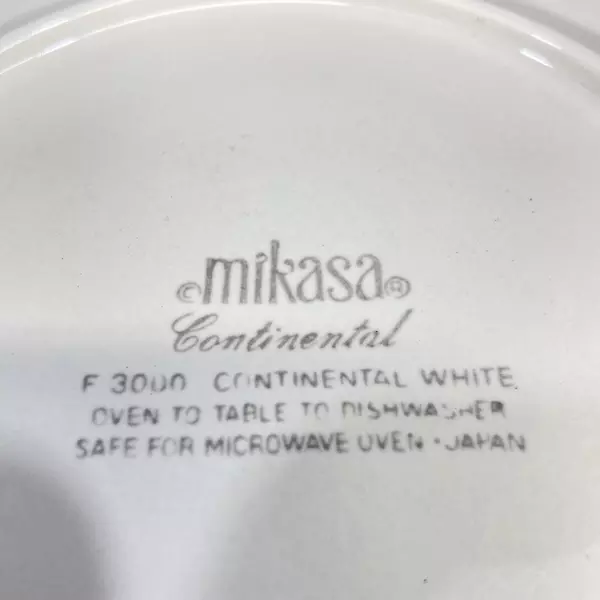 ©mikasa®
Continental
F 3000 CONTINENTAL WHITE
OVEN TO TABLE TO DISHWASHER
SAFE FOR MICROWAVE OVEN · JAPAN